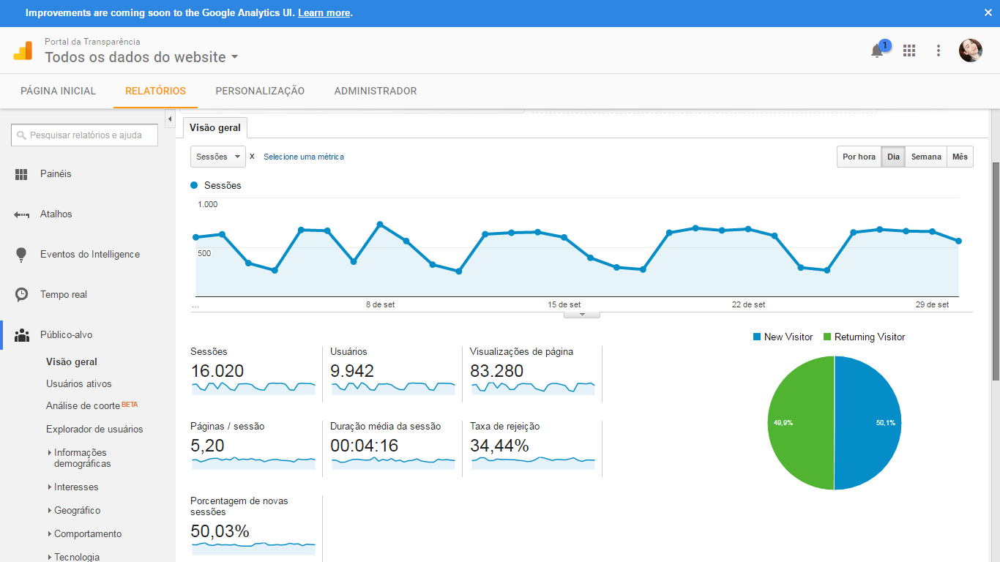 Improvements are coming soon to the Google Analytics UI. Learn more.
Portal da Transparência
Todos os dados do website
1
PÁGINA INICIAL
RELATÓRIOS
PERSONALIZAÇÃO
ADMINISTRADOR
Pesquisar relatórios e ajuda
Painéis
Atalhos
Eventos do Intelligence
Tempo real
Público-alvo
Visão geral
Usuários ativos
Análise de coorte BETA
Explorador de usuários
Informações
demográficas
Interesses
Geográfico
Comportamento
Tecnologia
Visão geral
Sessões X Selecione uma métrica
Por hora Dia Semana Mês
Sessões
1.000
500
...
8 de set
15 de set
22 de set
29 de set
Sessões
16.020
Usuários
9.942
Visualizações de página
83.280
Páginas / sessão
5,20
Duração média da sessão
00:04:16
Taxa de rejeição
34,44%
Porcentagem de novas
sessões
50,03%
New Visitor
Returning Visitor
49,9%
50,1%